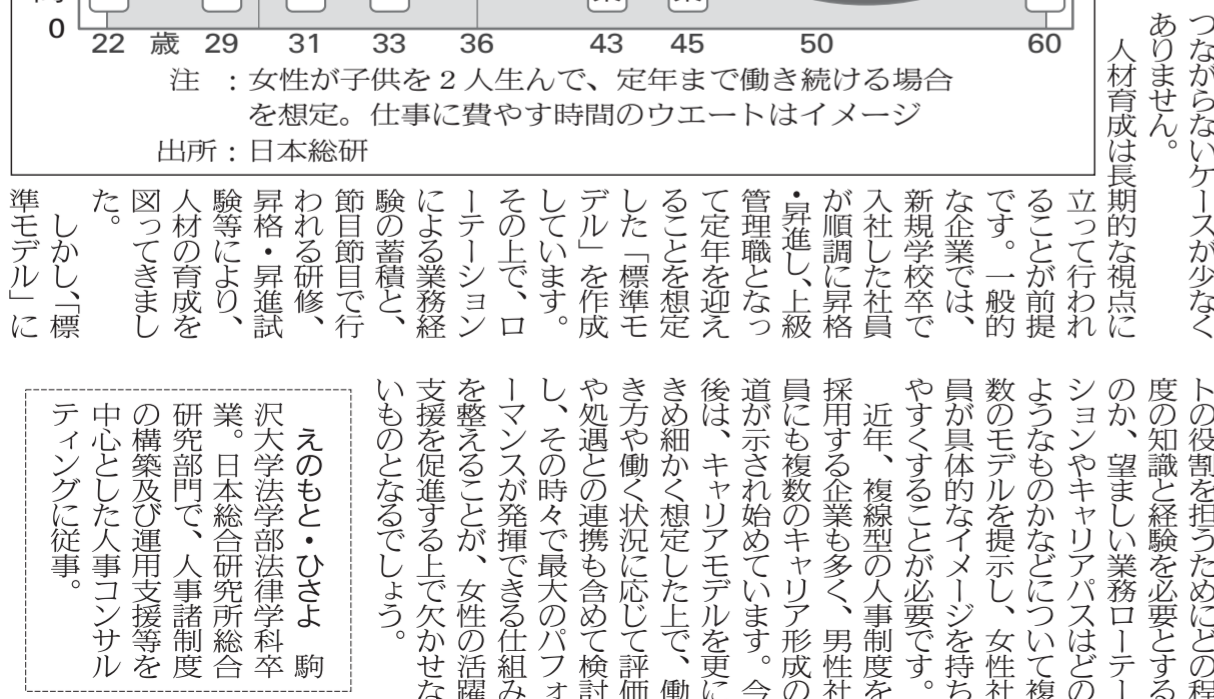 0
22 歳 29 31 33 36 43 45 50 60
注 :女性が子供を2人生んで、定年まで働き続ける場合
を想定。仕事に費やす時間のウエートはイメージ
出所:日本総研
つながらないケースが少なく
ありません。
人材育成は長期的な視点に
立って行われ
ることが前提
です。一般的
な企業では、
新規学校卒で
入社した社員
が順調に昇格
・昇進し、上級
管理職となっ
て定年を迎え
ることを想定
した「標準モ
デル」を作成
しています。
その上で、ロ
ーテーション
による業務経
験の蓄積と、
節目節目で行
われる研修、
昇格・昇進試
験等により、
人材の育成を
図ってきまし
た。
しかし、「標
準モデル」に
トの役割を担うためにどの程
度の知識と経験を必要とする
のか、望ましい業務ローテー
ションやキャリアパスはどの
ようなものかなどについて複
数のモデルを提示し、女性社
員が具体的なイメージを持ち
やすくすることが必要です。
近年、複線型の人事制度を
採用する企業も多く、男性社
員にも複数のキャリア形成の
道が示され始めています。今
後は、キャリアモデルを更に
きめ細かく想定した上で、働
き方や働く状況に応じて評価
や処遇との連携も含めて検討
し、その時々で最大のパフォ
ーマンスが発揮できる仕組み
を整えることが、女性の活躍
支援を促進する上で欠かせな
いものとなるでしょう。
えのもと・ひさよ 駒
沢大学法学部法律学科卒
業。日本総合研究所総合
研究部門で、人事諸制度
の構築及び運用支援等を
中心とした人事コンサル
ティングに従事。